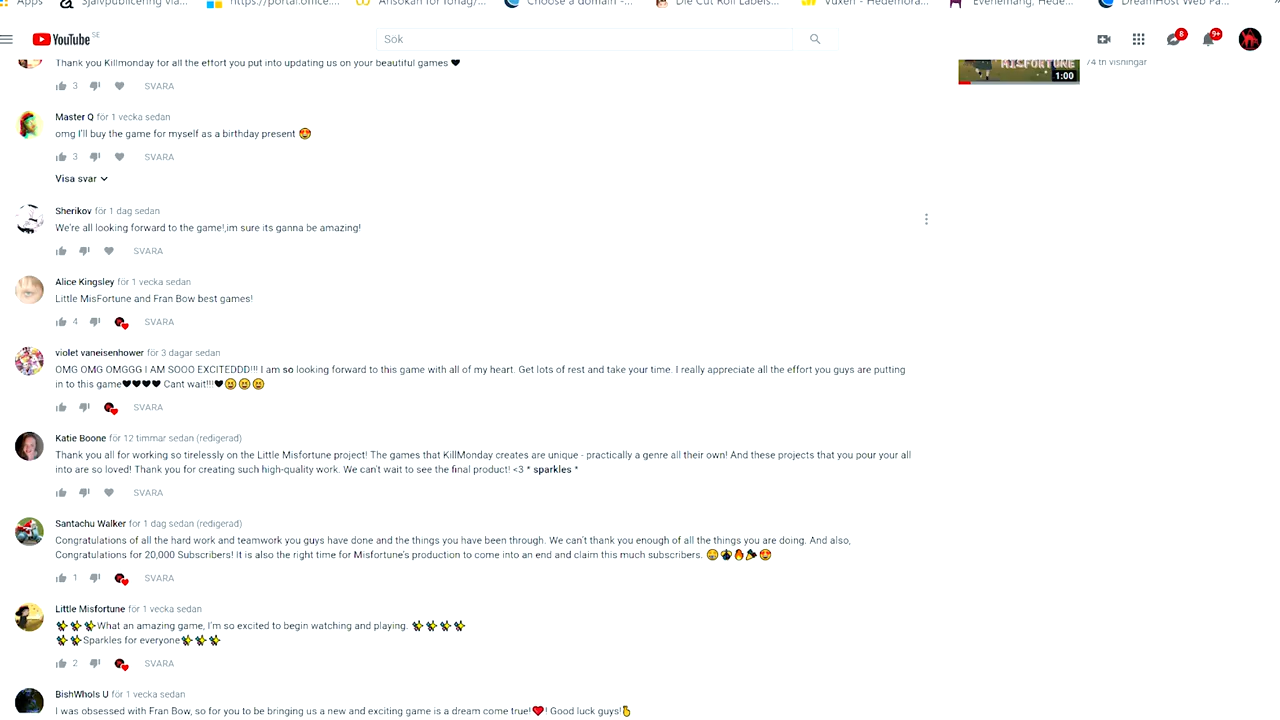 Apps Självpublicering via... https://portal.office.... Ansökan för företag/... Choose a domain -... Die Cut Roll Labels... Vuxen - Hedemora... Evenemang, Hede... DreamHost Web Pa...
YouTube SE Sök 8 9+
Thank you Killmonday for all the effort you put into updating us on your beautiful games 🖤
3 SVARA
MISFORTUNE
1:00
74 tn visningar
Master Q för 1 vecka sedan
omg I'll buy the game for myself as a birthday present 😍
3 SVARA
Visa svar
Sherikov för 1 dag sedan
We're all looking forward to the game!,im sure its ganna be amazing!
SVARA
Alice Kingsley för 1 vecka sedan
Little MisFortune and Fran Bow best games!
4 SVARA
violet vaneisenhower för 3 dagar sedan
OMG OMG OMGGG I AM SOOO EXCITEDDD!!! I am so looking forward to this game with all of my heart. Get lots of rest and take your time. I really appreciate all the effort you guys are putting
in to this game🖤🖤🖤🖤 Cant wait!!!🖤😝😝😝
SVARA
Katie Boone för 12 timmar sedan (redigerad)
Thank you all for working so tirelessly on the Little Misfortune project! The games that KillMonday creates are unique - practically a genre all their own! And these projects that you pour your all
into are so loved! Thank you for creating such high-quality work. We can't wait to see the final product! <3 * sparkles *
SVARA
Santachu Walker för 1 dag sedan (redigerad)
Congratulations of all the hard work and teamwork you guys have done and the things you have been through. We can't thank you enough of all the things you are doing. And also,
Congratulations for 20,000 Subscribers! It is also the right time for Misfortune's production to come into an end and claim this much subscribers.
1 SVARA
Little Misfortune för 1 vecka sedan
✨✨✨What an amazing game, I'm so excited to begin watching and playing. ✨✨✨✨
✨✨Sparkles for everyone✨✨✨
2 SVARA
BishWhoIs U för 1 vecka sedan
I was obsessed with Fran Bow, so for you to be bringing us a new and exciting game is a dream come true!❤️! Good luck guys!